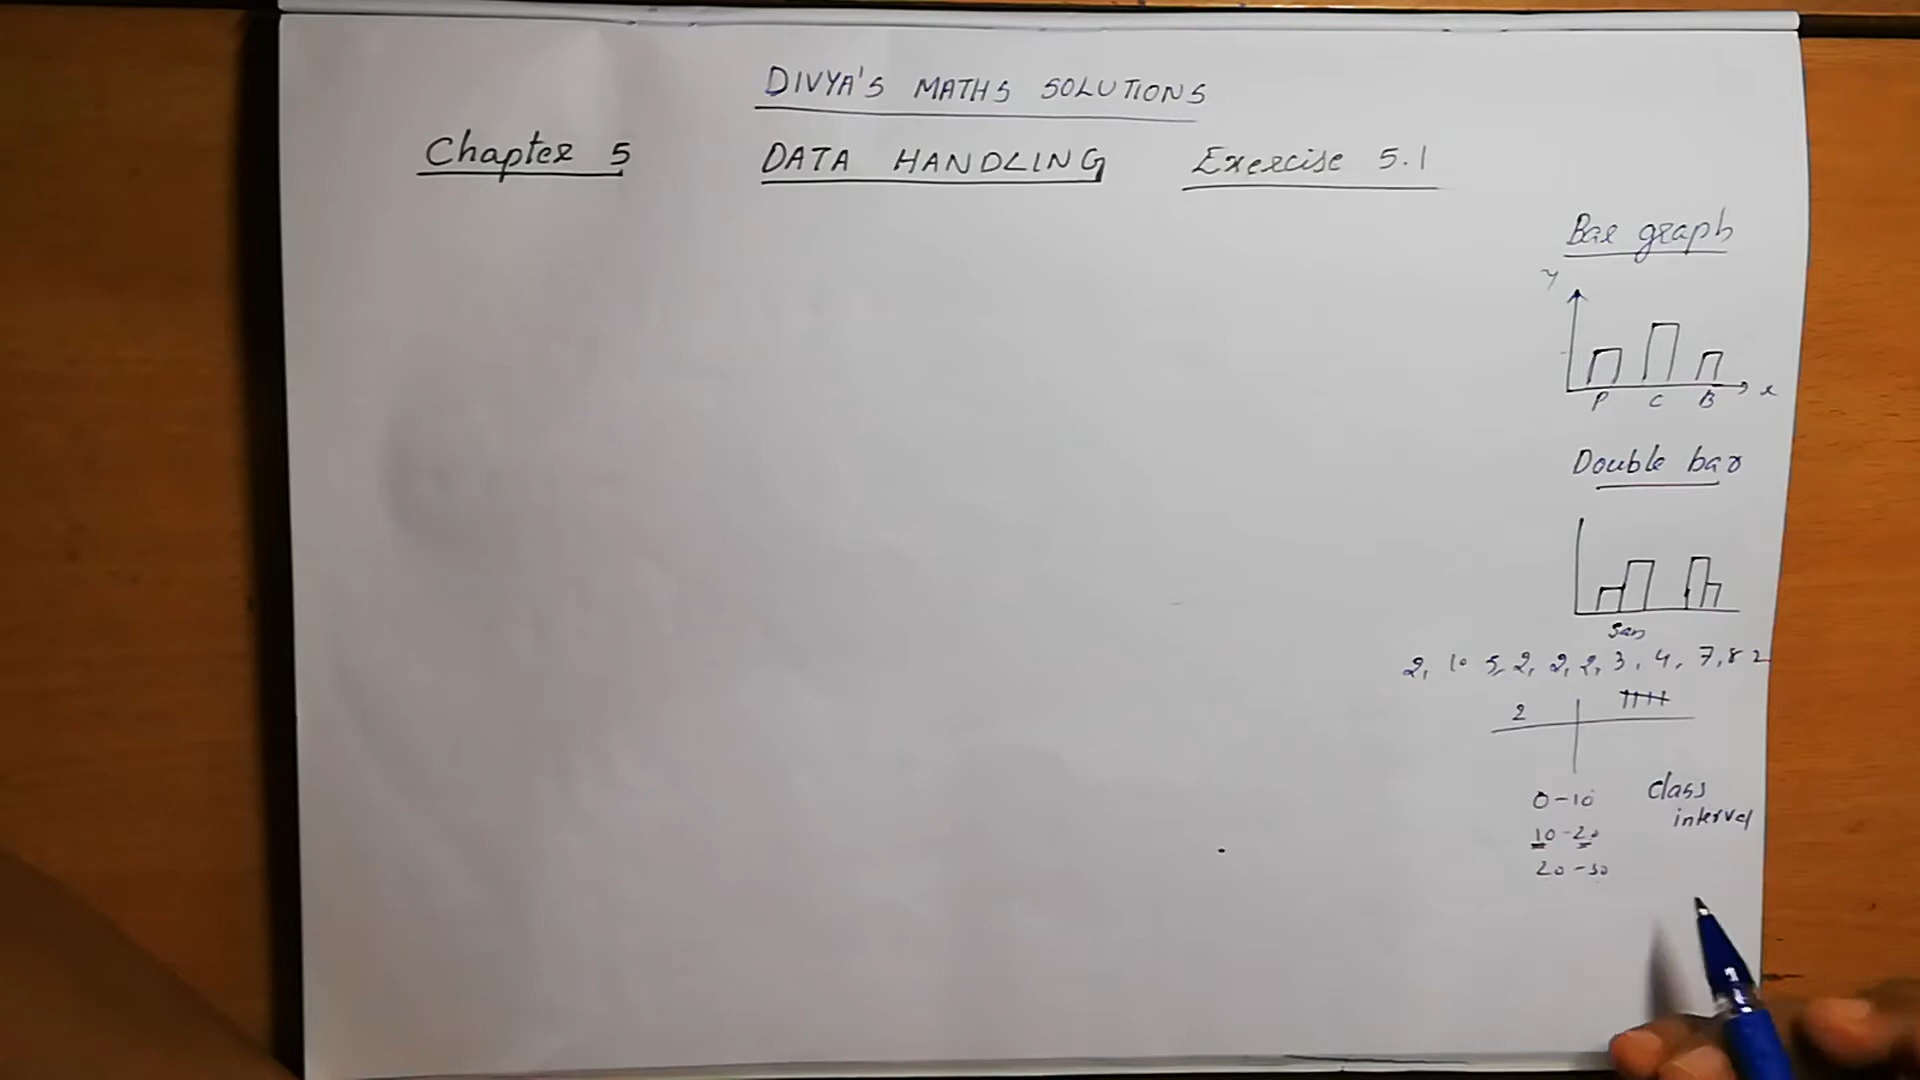 DIVYA'S MATHS SOLUTIONS
Chapter 5 DATA HANDLING Exercise 5.1
Bar graph
y
P C B x
Double bar
San
2, 10 5, 2, 2, 2, 3, 4, 7, 8 2
2
0-10 Class
interval
10-20
20-30